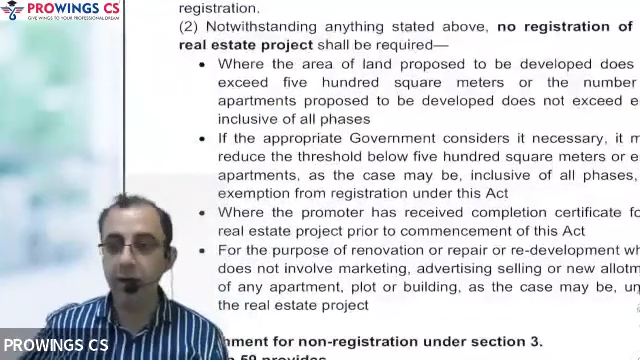 PROWINGS CS
GIVE WINGS TO YOUR PROFESSIONAL DREAM
registration.
(2) Notwithstanding anything stated above, no registration of
real estate project shall be required—
• Where the area of land proposed to be developed does
exceed five hundred square meters or the number
apartments proposed to be developed does not exceed e
inclusive of all phases
• If the appropriate Government considers it necessary, it m
reduce the threshold below five hundred square meters or e
apartments, as the case may be, inclusive of all phases,
exemption from registration under this Act
• Where the promoter has received completion certificate fo
real estate project prior to commencement of this Act
• For the purpose of renovation or repair or re-development wh
does not involve marketing, advertising selling or new allotm
of any apartment, plot or building, as the case may be, un
the real estate project
nment for non-registration under section 3.
n 59 provides
PROWINGS CS